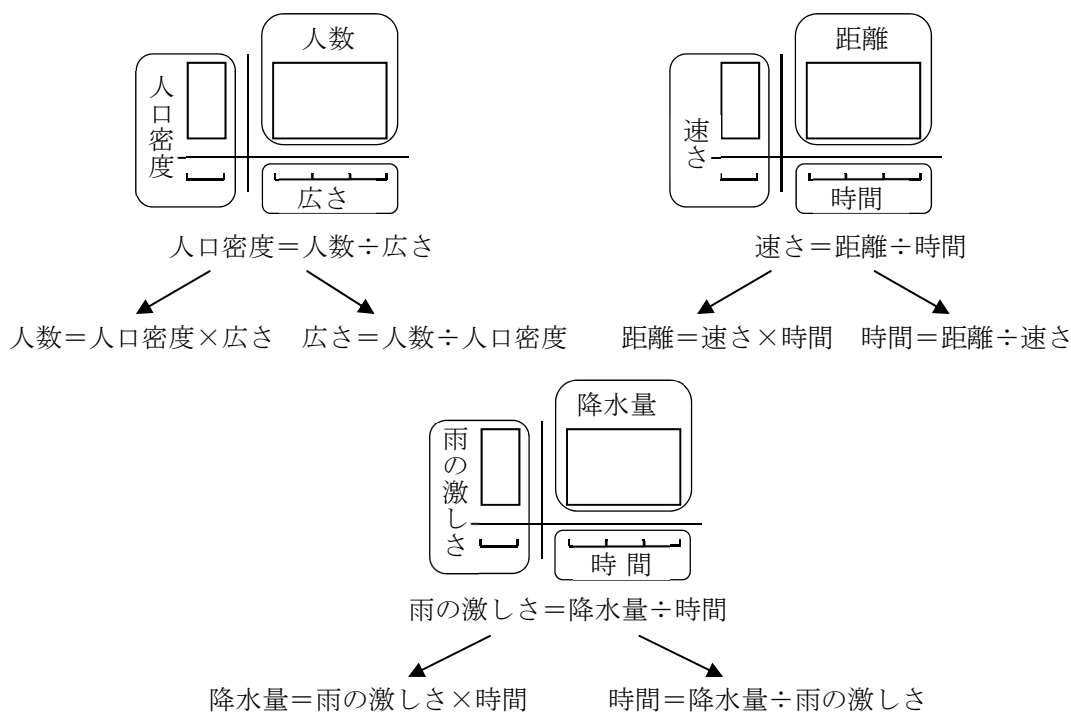 人数
人口密度
広さ
人口密度＝人数÷広さ
人数＝人口密度×広さ
広さ＝人数÷人口密度
距離
速さ
時間
速さ＝距離÷時間
距離＝速さ×時間
時間＝距離÷速さ
降水量
雨の激しさ
時間
雨の激しさ＝降水量÷時間
降水量＝雨の激しさ×時間
時間＝降水量÷雨の激しさ